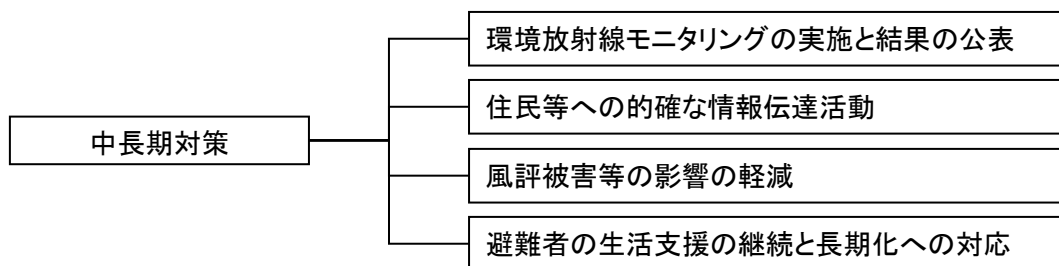 環境放射線モニタリングの実施と結果の公表
住民等への的確な情報伝達活動
中長期対策
風評被害等の影響の軽減
避難者の生活支援の継続と長期化への対応